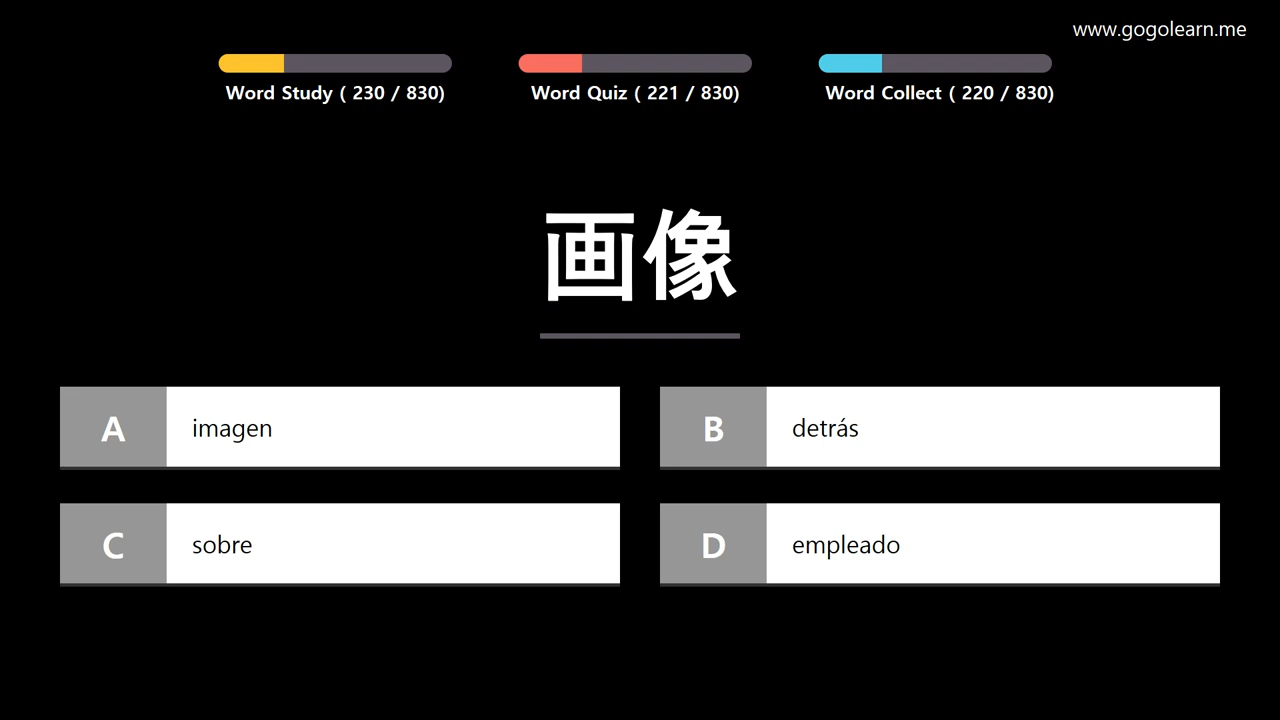 www.gogolearn.me
Word Study ( 230 / 830)
Word Quiz ( 221 / 830)
Word Collect ( 220 / 830)
画像
A imagen
B detrás
C sobre
D empleado